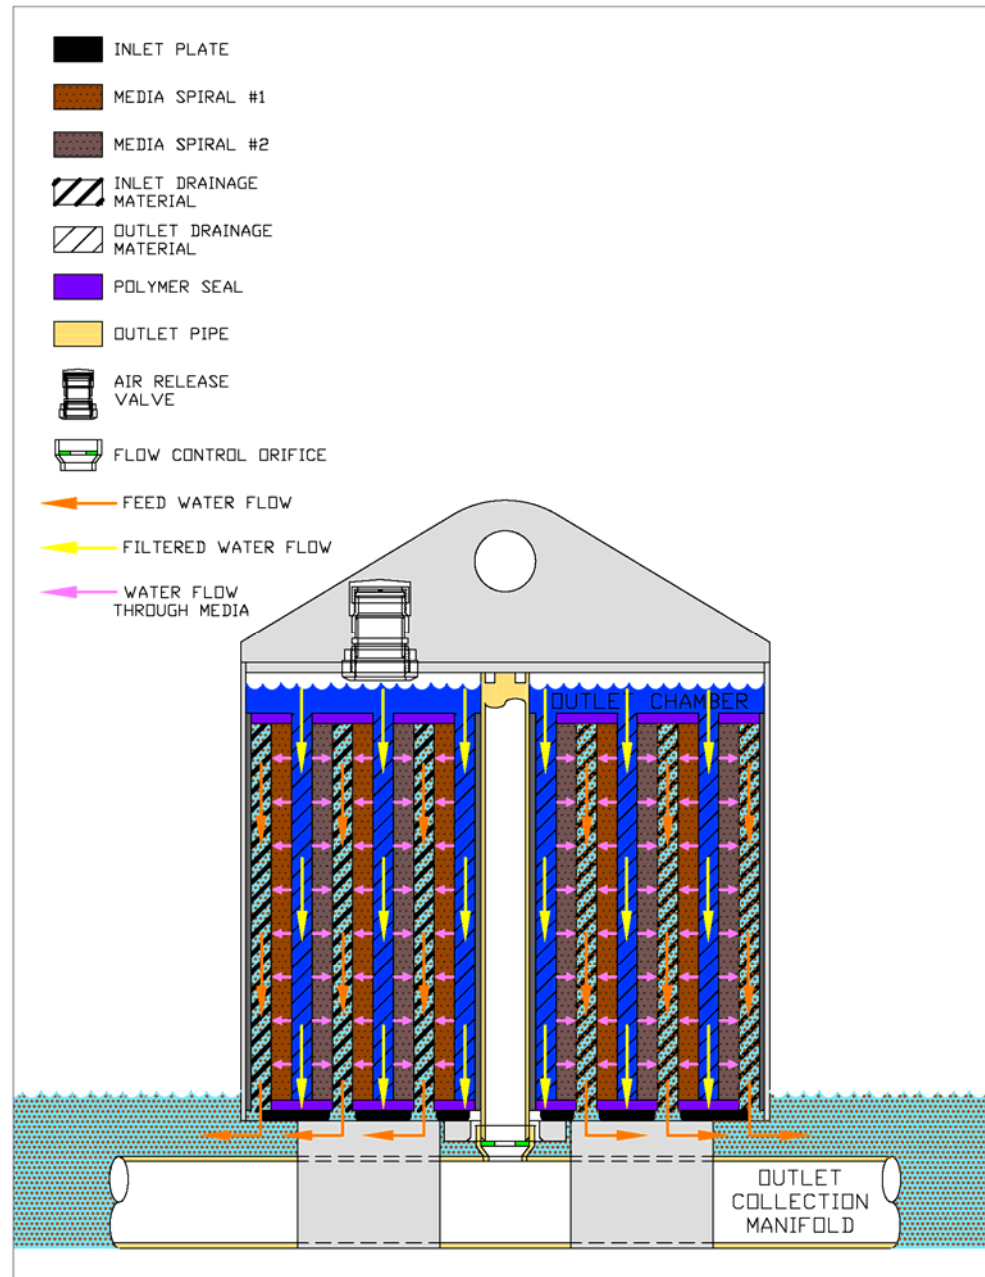 INLET PLATE
MEDIA SPIRAL #1
MEDIA SPIRAL #2
INLET DRAINAGE
MATERIAL
OUTLET DRAINAGE
MATERIAL
POLYMER SEAL
OUTLET PIPE
AIR RELEASE
VALVE
FLOW CONTROL ORIFICE
FEED WATER FLOW
FILTERED WATER FLOW
WATER FLOW
THROUGH MEDIA
OUTLET CHAMBER
OUTLET
COLLECTION
MANIFOLD